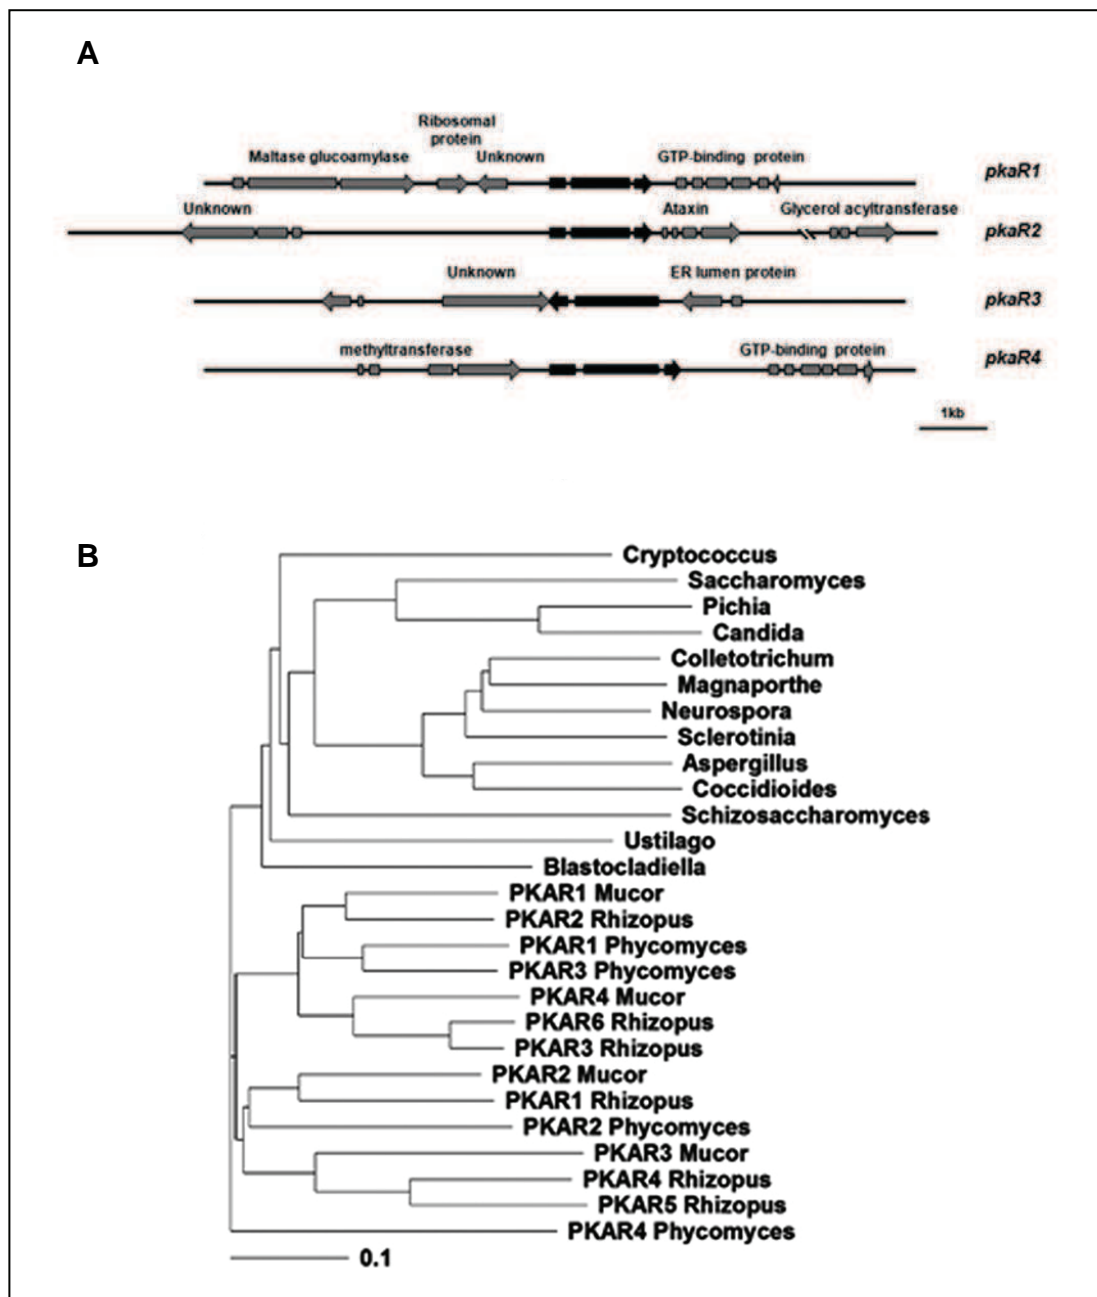 A
Ribosomal
protein
Maltase glucoamylase
Unknown
GTP-binding protein
pkaR1
Unknown
Ataxin
Glycerol acyltransferase
pkaR2
Unknown
ER lumen protein
pkaR3
methyltransferase
GTP-binding protein
pkaR4
1kb
B
Cryptococcus
Saccharomyces
Pichia
Candida
Colletotrichum
Magnaporthe
Neurospora
Sclerotinia
Aspergillus
Coccidioides
Schizosaccharomyces
Ustilago
Blastocladiella
PKAR1 Mucor
PKAR2 Rhizopus
PKAR1 Phycomyces
PKAR3 Phycomyces
PKAR4 Mucor
PKAR6 Rhizopus
PKAR3 Rhizopus
PKAR2 Mucor
PKAR1 Rhizopus
PKAR2 Phycomyces
PKAR3 Mucor
PKAR4 Rhizopus
PKAR5 Rhizopus
PKAR4 Phycomyces
0.1